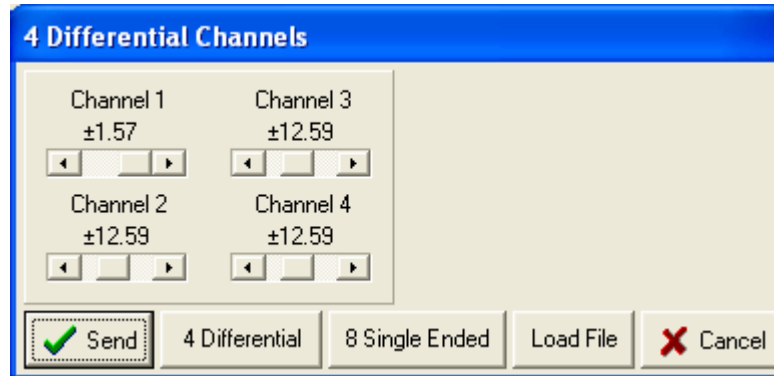 4 Differential Channels
Channel 1 Channel 3
±1.57 ±12.59
Channel 2 Channel 4
±12.59 ±12.59
Send 4 Differential 8 Single Ended Load File Cancel